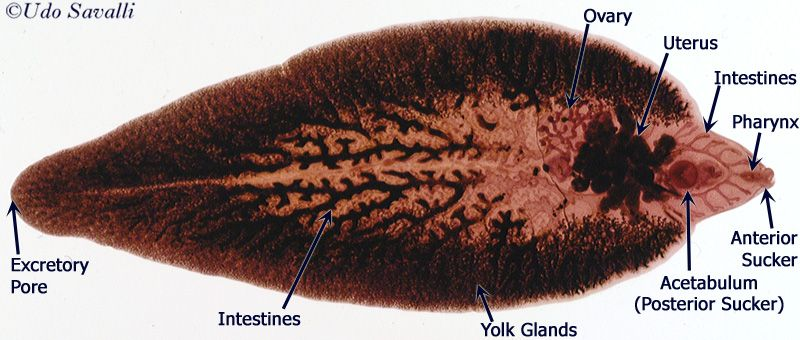 ©Udo Savalli
Ovary
Uterus
Intestines
Pharynx
Anterior
Sucker
Acetabulum
(Posterior Sucker)
Yolk Glands
Intestines
Excretory
Pore